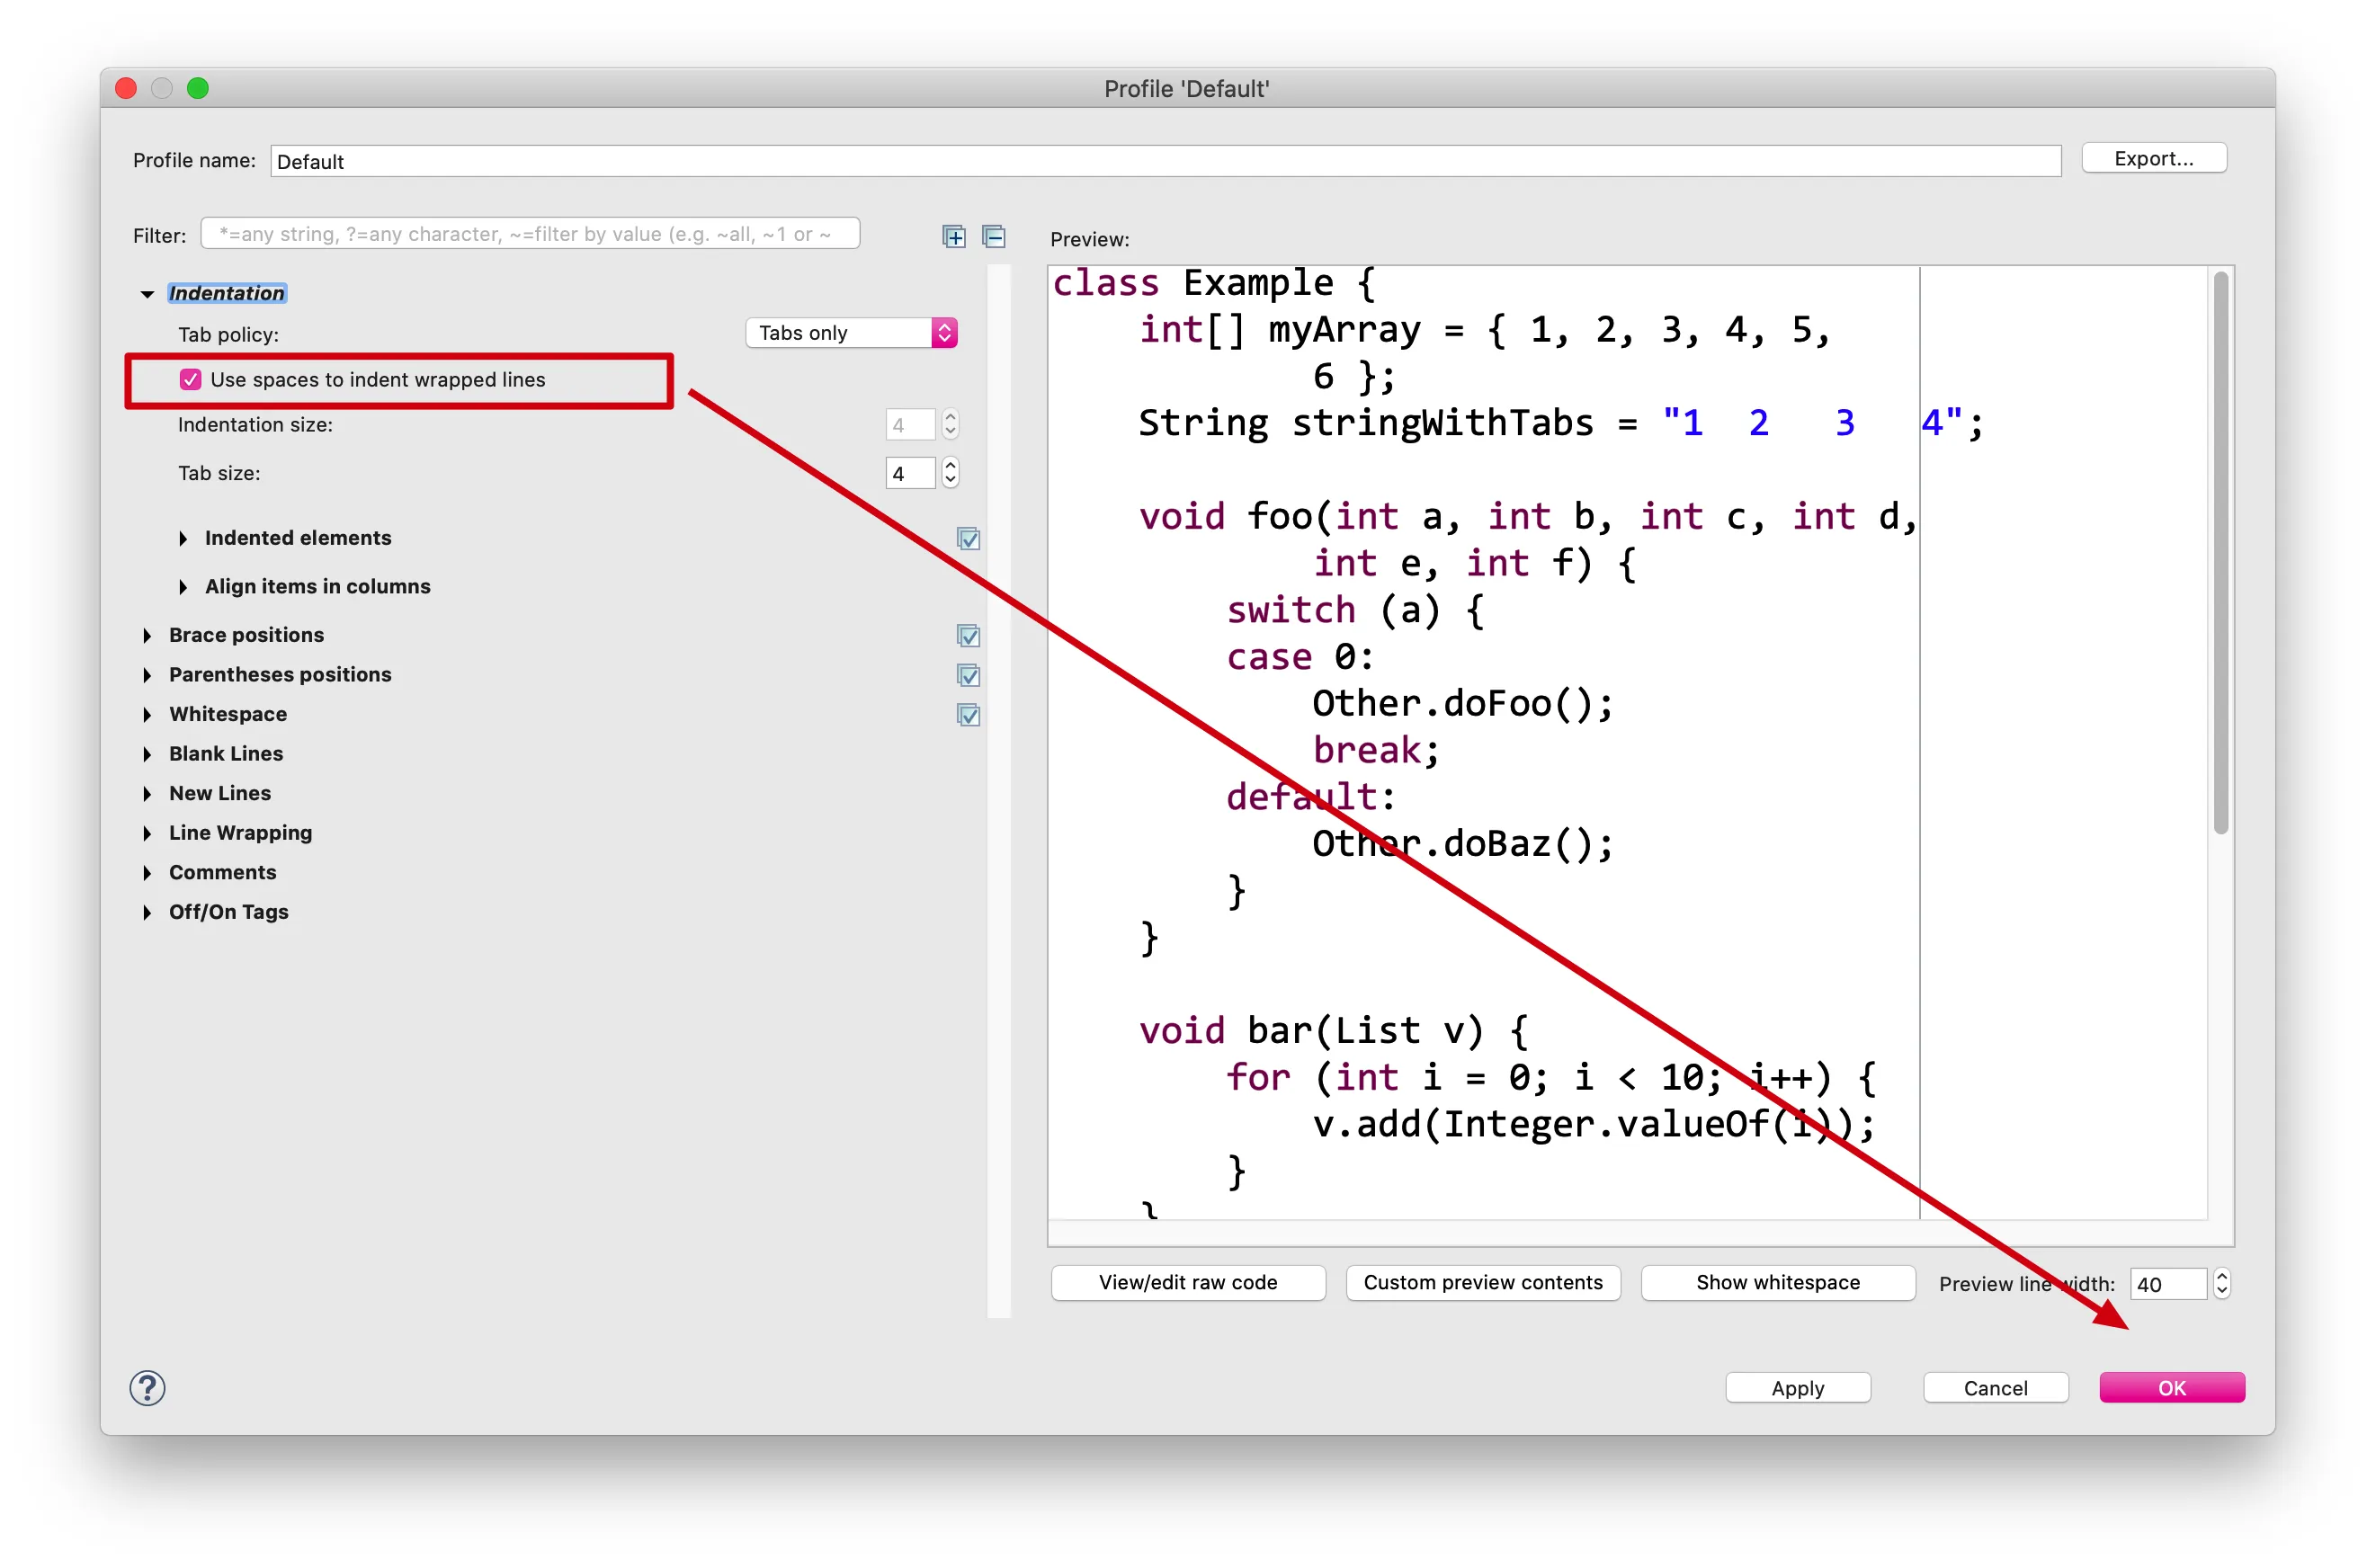 Profile 'Default'
Profile name: Default Export...
Filter: *=any string, ?=any character, ~=filter by value (e.g. ~all, ~1 or ~
Indentation
Tab policy: Tabs only
Use spaces to indent wrapped lines
Indentation size: 4
Tab size: 4
Indented elements
Align items in columns
Brace positions
Parentheses positions
Whitespace
Blank Lines
New Lines
Line Wrapping
Comments
Off/On Tags
Preview:
class Example {
int[] myArray = { 1, 2, 3, 4, 5,
6 };
String stringWithTabs = "1 2 3 4";
void foo(int a, int b, int c, int d,
int e, int f) {
switch (a) {
case 0:
Other.doFoo();
break;
default:
Other.doBaz();
}
}
void bar(List v) {
for (int i = 0; i < 10; i++) {
v.add(Integer.valueOf(i));
}
}
View/edit raw code Custom preview contents Show whitespace Preview line width: 40
? Apply Cancel OK